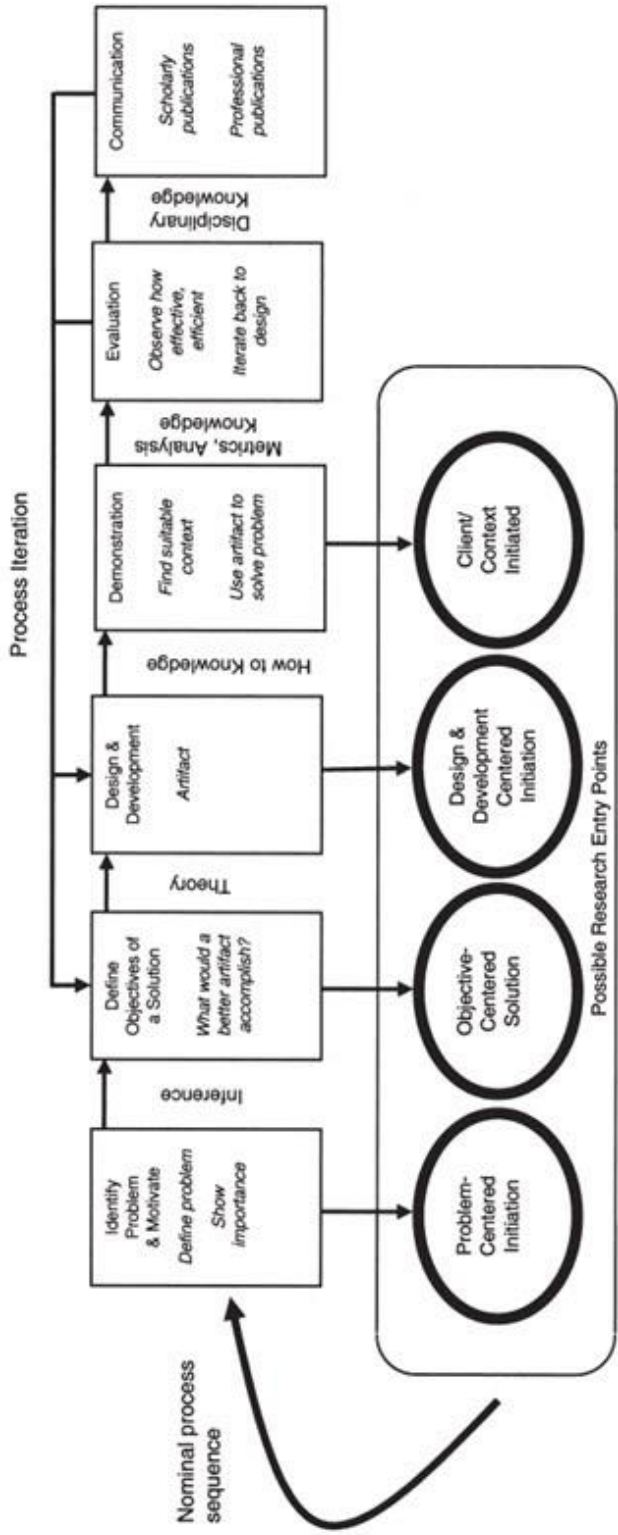 Process Iteration
Identify
Problem
& Motivate
Define problem
Show
importance
Inference
Define
Objectives of
a Solution
What would a
better artifact
accomplish?
Theory
Design &
Development
Artifact
How to Knowledge
Demonstration
Find suitable
context
Use artifact to
solve problem
Metrics, Analysis
Knowledge
Evaluation
Observe how
effective,
efficient
Iterate back to
design
Disciplinary
Knowledge
Communication
Scholarly
publications
Professional
publications
Nominal process
sequence
Problem-
Centered
Initiation
Objective-
Centered
Solution
Design &
Development
Centered
Initiation
Client/
Context
Initiated
Possible Research Entry Points